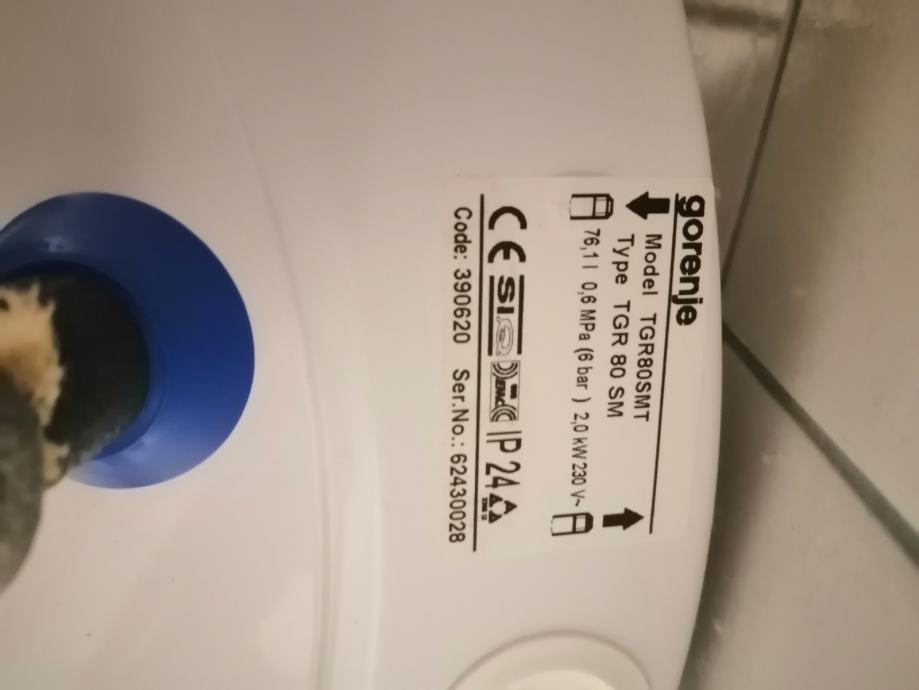 gorenje
Model TGR80SMT
Type TGR 80 SM
76,1 l 0,6 MPa (6 bar ) 2,0 kW 230 V~
CE SIQ IP 24
Code: 390620 Ser.No.: 62430028